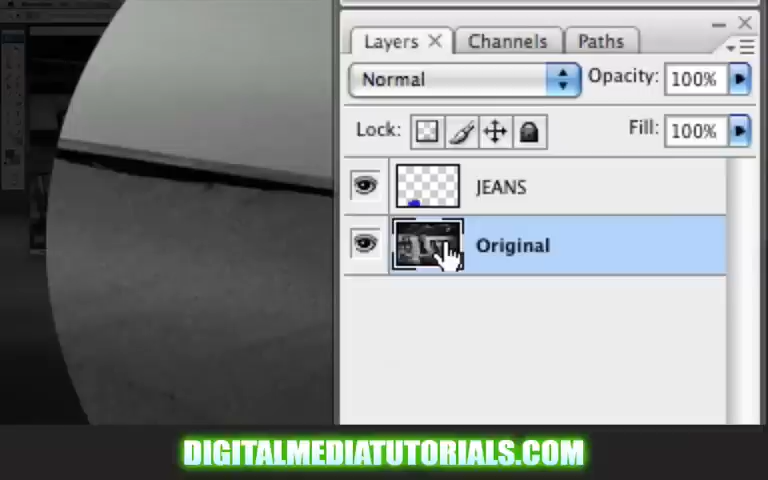 Layers Channels Paths
Normal Opacity: 100%
Lock: Fill: 100%
JEANS
Original
DIGITALMEDIATUTORIALS.COM